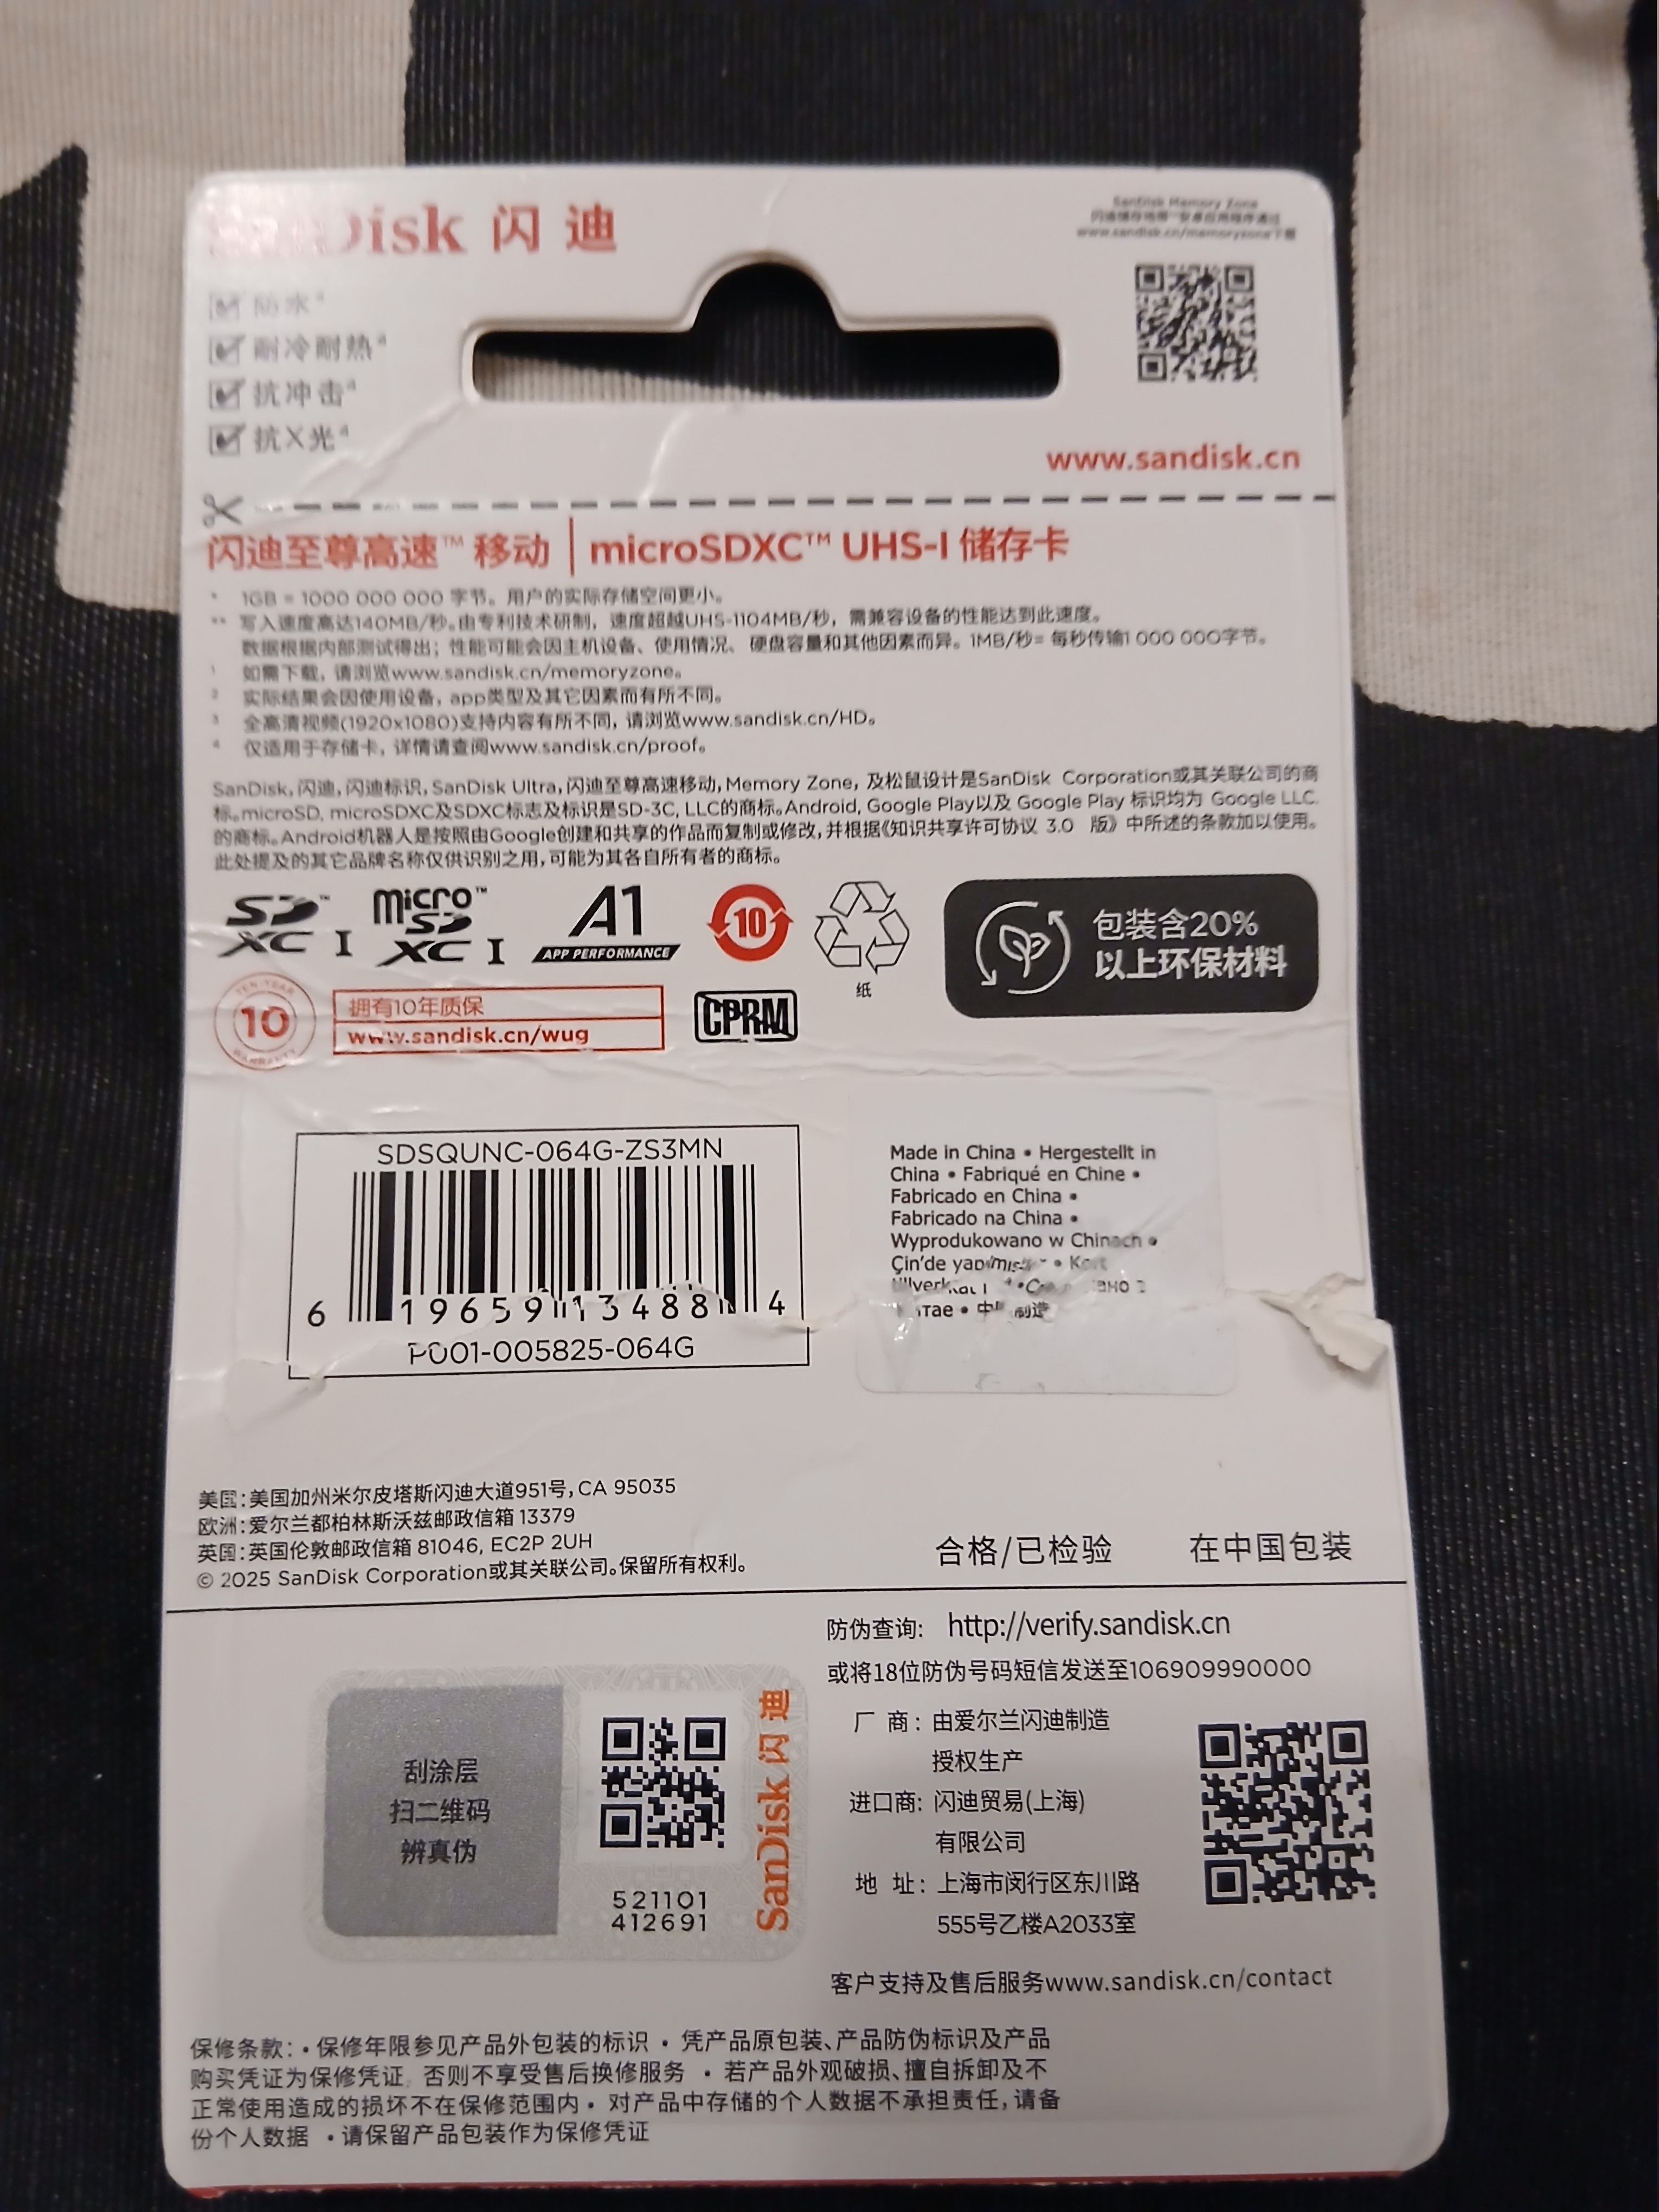 SanDisk 闪迪
SanDisk Memory Zone
www.sandisk.cn/memoryzone下载
防水⁴
耐冷耐热⁴
抗冲击⁴
抗X光⁴
www.sandisk.cn
闪迪至尊高速™ 移动 | microSDXC™ UHS-I 储存卡
* 1GB = 1000 000 000 字节。用户的实际存储空间更小。
** 写入速度高达140MB/秒。由专利技术研制，速度超越UHS-1104MB/秒，需兼容设备的性能达到此速度。
数据根据内部测试得出；性能可能会因主机设备、使用情况、硬盘容量和其他因素而异。1MB/秒= 每秒传输1 000 000字节。
¹ 如需下载，请浏览www.sandisk.cn/memoryzone。
² 实际结果会因使用设备，app类型及其它因素而有所不同。
³ 全高清视频(1920x1080)支持内容有所不同，请浏览www.sandisk.cn/HD。
⁴ 仅适用于存储卡，详情请查阅www.sandisk.cn/proof。
SanDisk, 闪迪, 闪迪标识, SanDisk Ultra, 闪迪至尊高速移动, Memory Zone, 及松鼠设计是SanDisk Corporation或其关联公司的商
标。microSD, microSDXC及SDXC标志及标识是SD-3C, LLC的商标。Android, Google Play以及 Google Play 标识均为 Google LLC.
的商标。Android机器人是按照由Google创建和共享的作品而复制或修改, 并根据《知识共享许可协议 3.0 版》中所述的条款加以使用。
此处提及的其它品牌名称仅供识别之用, 可能为其各自所有者的商标。
SD XC I™
micro SD XC I™
A1
APP PERFORMANCE
10
纸
包装含20%
以上环保材料
TEN-YEAR
10
WARRANTY
拥有10年质保
www.sandisk.cn/wug
CPRM
SDSQUNC-064G-ZS3MN
6 19659 13488 4
P001-005825-064G
Made in China • Hergestellt in
China • Fabriqué en Chine •
Fabricado en China •
Fabricado na China •
Wyprodukowano w Chinach •
Çin'de
制造
美国: 美国加州米尔皮塔斯闪迪大道951号, CA 95035
欧洲: 爱尔兰都柏林斯沃兹邮政信箱 13379
英国: 英国伦敦邮政信箱 81046, EC2P 2UH
© 2025 SanDisk Corporation或其关联公司。保留所有权利。
合格/已检验 在中国包装
防伪查询: http://verify.sandisk.cn
或将18位防伪号码短信发送至106909990000
刮涂层
扫二维码
辨真伪
521101
412691
SanDisk 闪迪
厂 商: 由爱尔兰闪迪制造
授权生产
进口商: 闪迪贸易(上海)
有限公司
地 址: 上海市闵行区东川路
555号乙楼A2033室
客户支持及售后服务www.sandisk.cn/contact
保修条款: • 保修年限参见产品外包装的标识 • 凭产品原包装、产品防伪标识及产品
购买凭证为保修凭证, 否则不享受售后换修服务 • 若产品外观破损、擅自拆卸及不
正常使用造成的损坏不在保修范围内 • 对产品中存储的个人数据不承担责任, 请备
份个人数据 • 请保留产品包装作为保修凭证